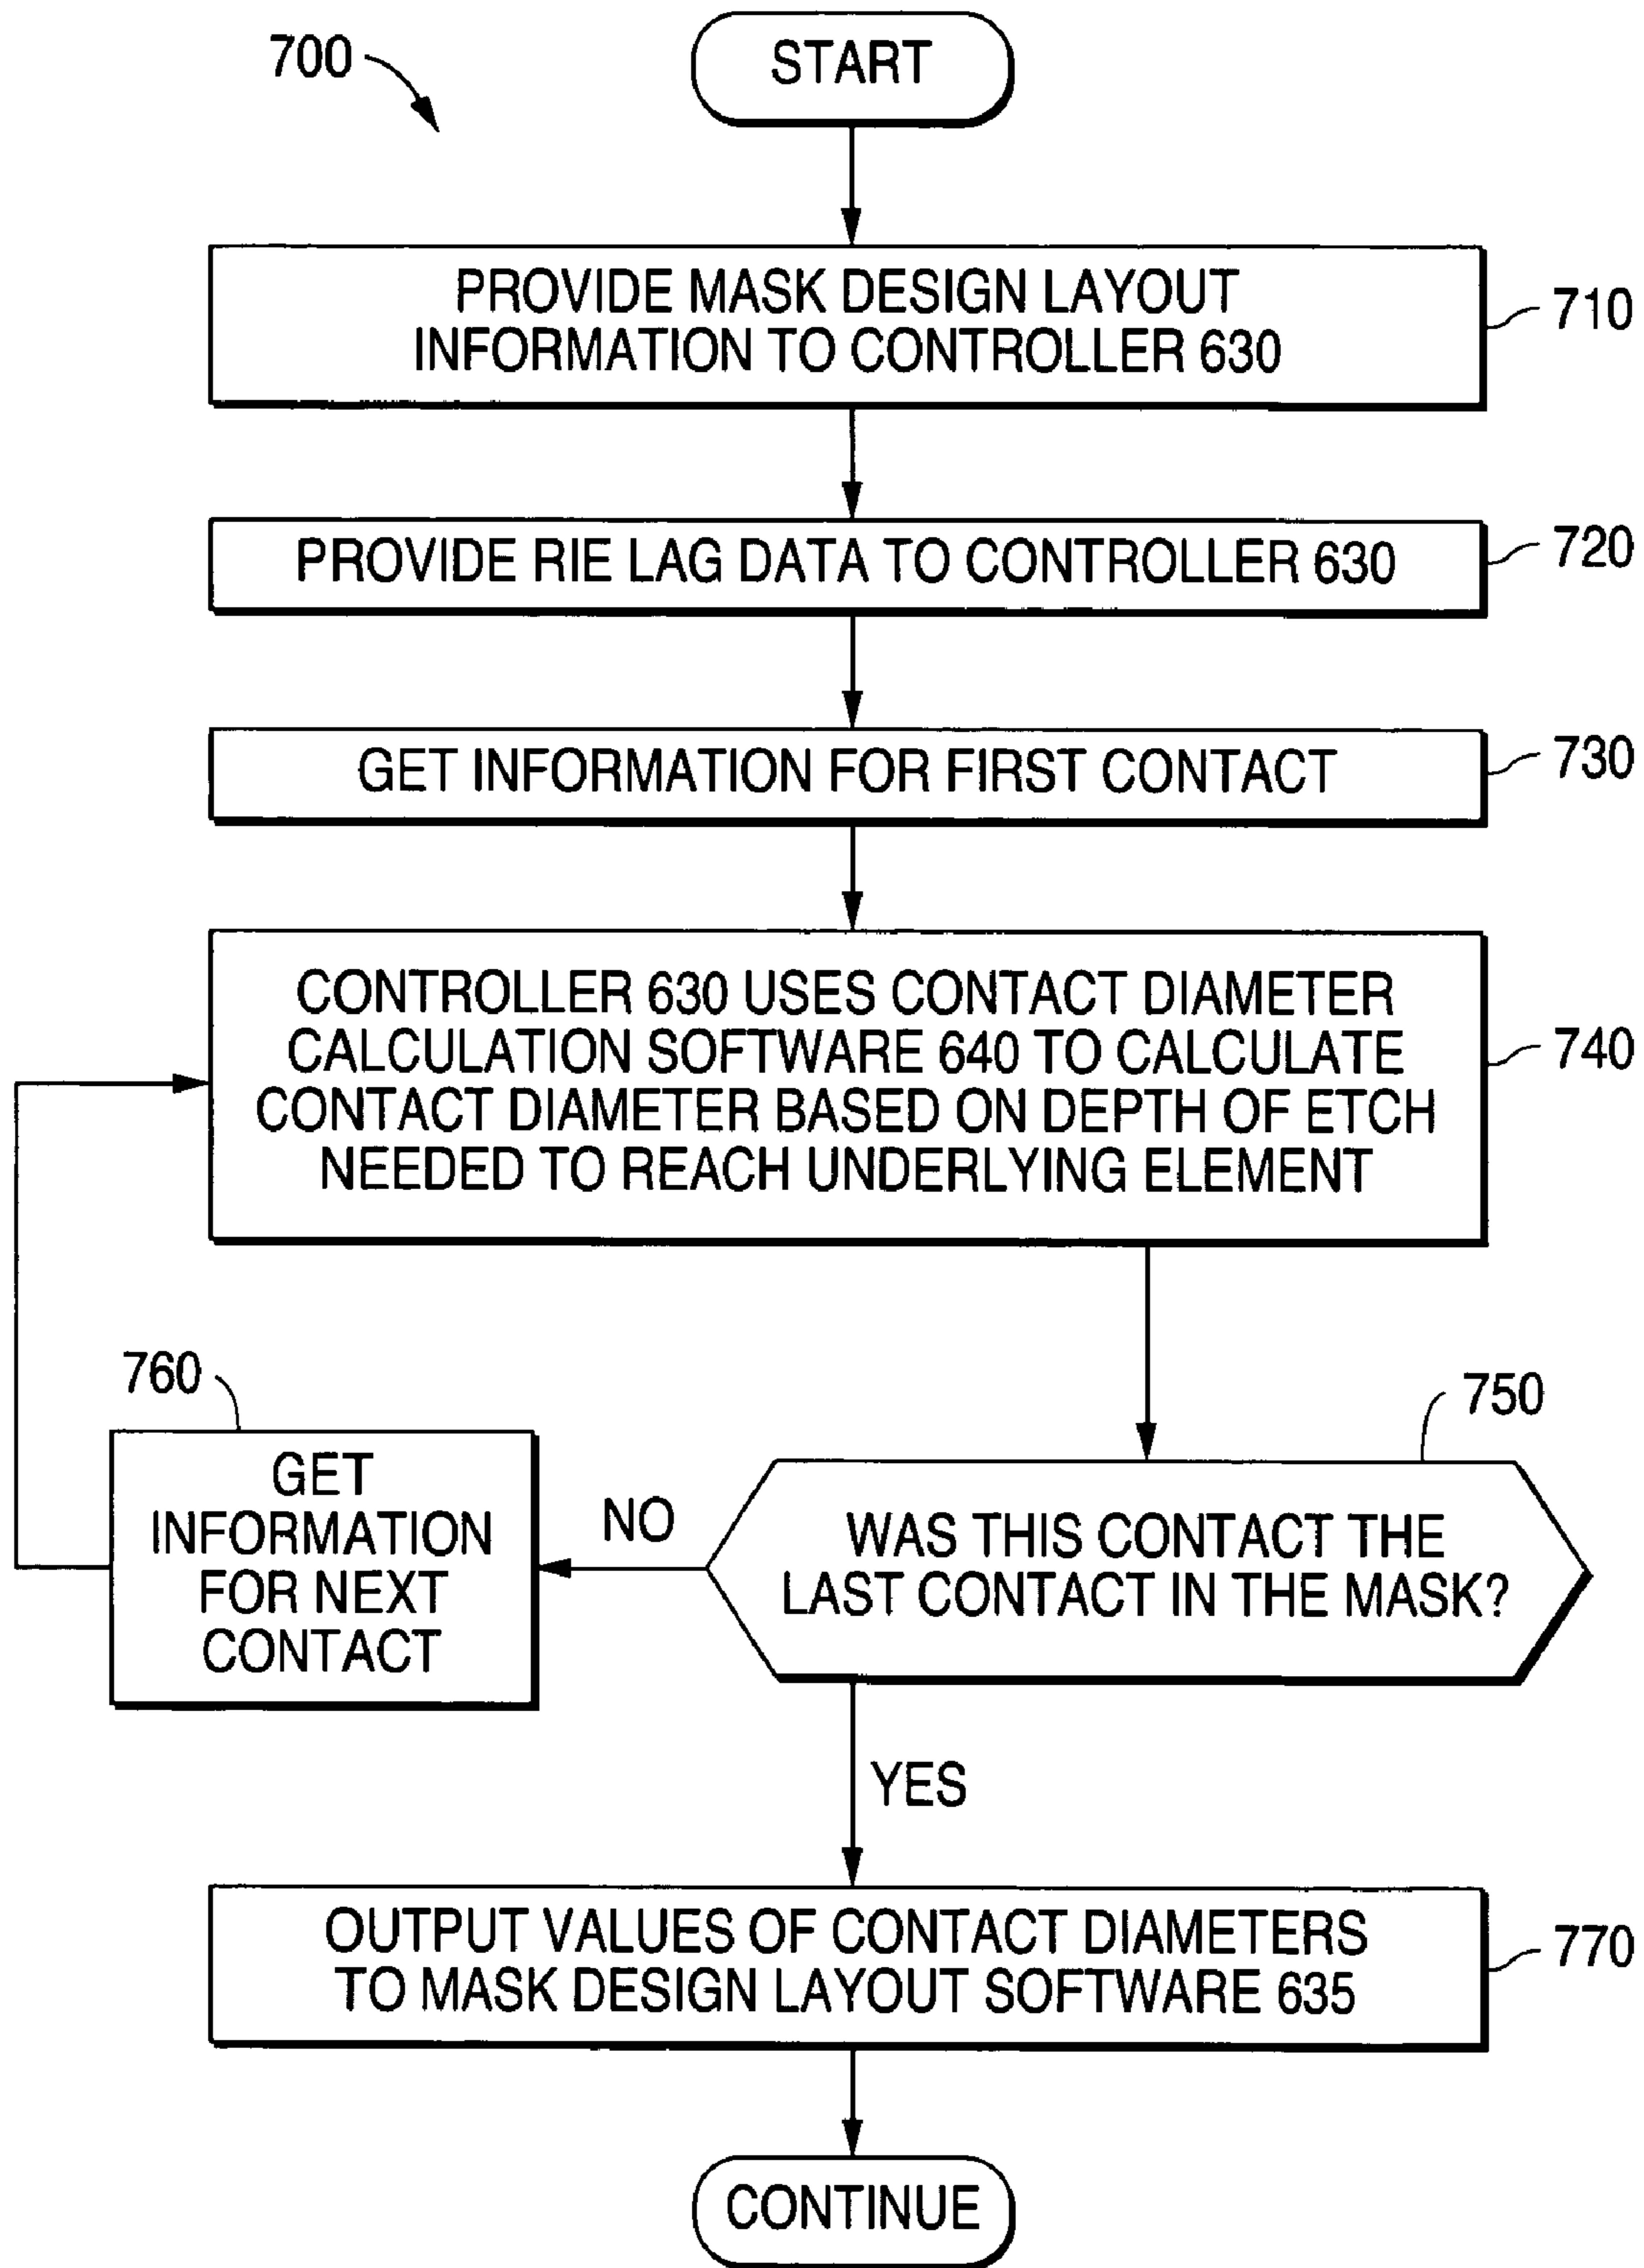 700
START
PROVIDE MASK DESIGN LAYOUT
INFORMATION TO CONTROLLER 630
710
PROVIDE RIE LAG DATA TO CONTROLLER 630
720
GET INFORMATION FOR FIRST CONTACT
730
CONTROLLER 630 USES CONTACT DIAMETER
CALCULATION SOFTWARE 640 TO CALCULATE
CONTACT DIAMETER BASED ON DEPTH OF ETCH
NEEDED TO REACH UNDERLYING ELEMENT
740
760
GET
INFORMATION
FOR NEXT
CONTACT
NO
750
WAS THIS CONTACT THE
LAST CONTACT IN THE MASK?
YES
OUTPUT VALUES OF CONTACT DIAMETERS
TO MASK DESIGN LAYOUT SOFTWARE 635
770
CONTINUE